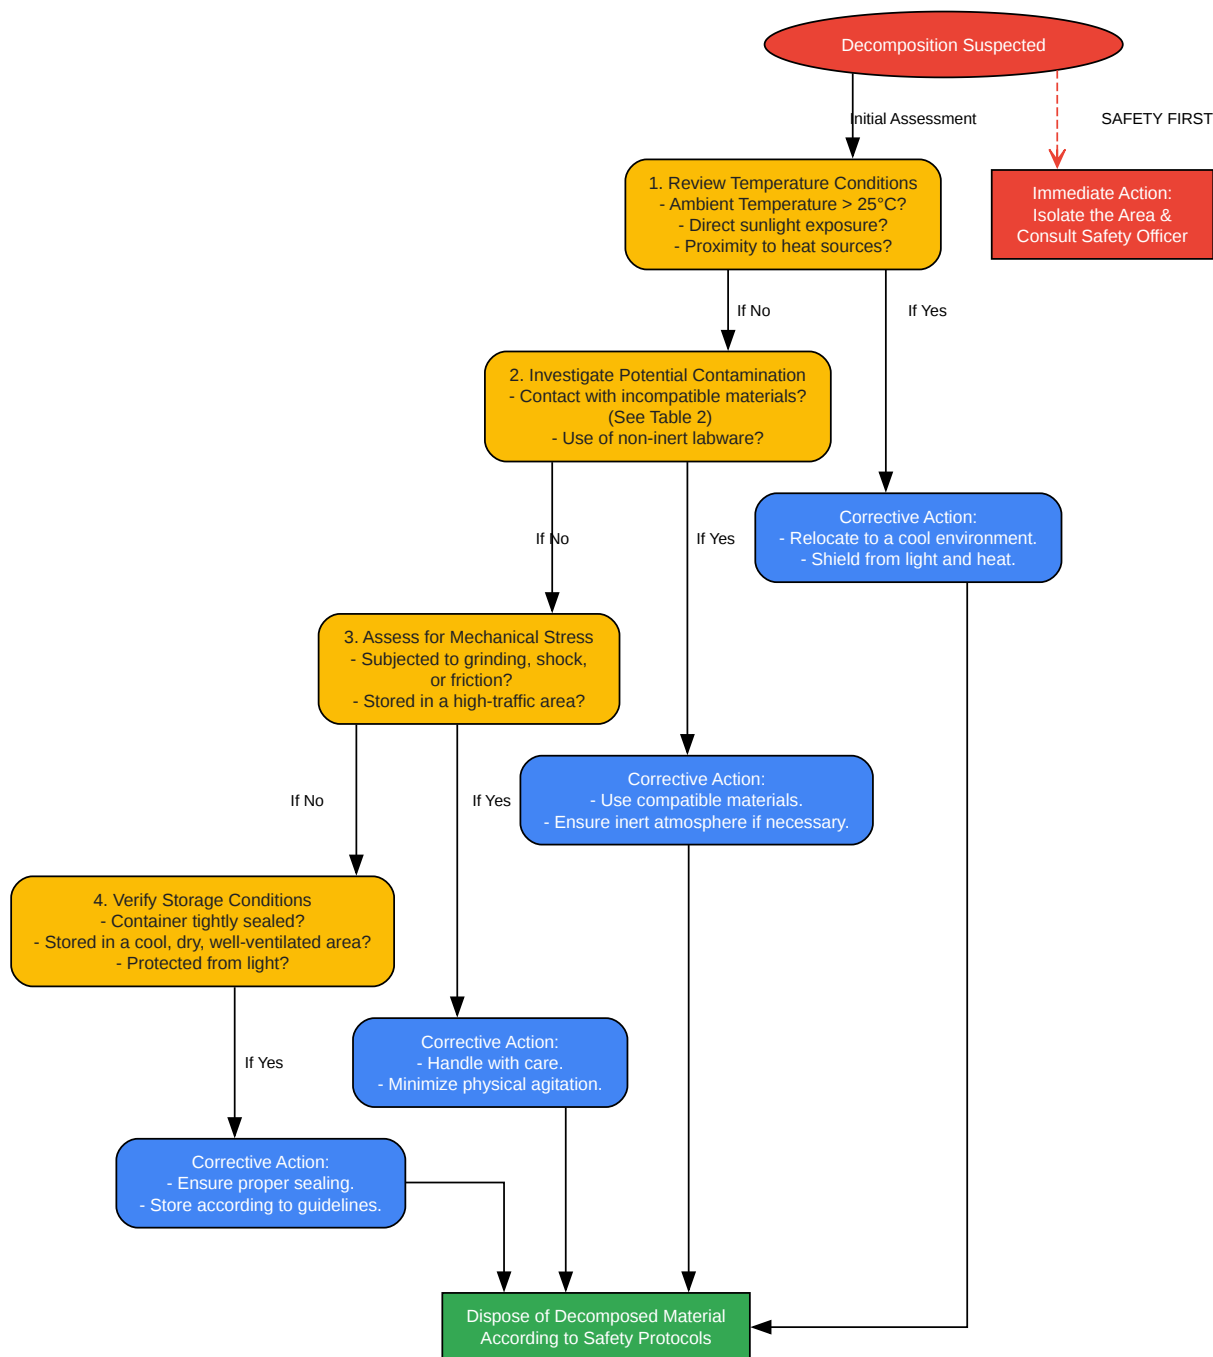 Decomposition Suspected
Initial Assessment
SAFETY FIRST
1. Review Temperature Conditions
- Ambient Temperature > 25°C?
- Direct sunlight exposure?
- Proximity to heat sources?
Immediate Action:
Isolate the Area &
Consult Safety Officer
If No
If Yes
2. Investigate Potential Contamination
- Contact with incompatible materials?
(See Table 2)
- Use of non-inert labware?
If No
If Yes
Corrective Action:
- Relocate to a cool environment.
- Shield from light and heat.
3. Assess for Mechanical Stress
- Subjected to grinding, shock,
or friction?
- Stored in a high-traffic area?
If No
If Yes
Corrective Action:
- Use compatible materials.
- Ensure inert atmosphere if necessary.
4. Verify Storage Conditions
- Container tightly sealed?
- Stored in a cool, dry, well-ventilated area?
- Protected from light?
If Yes
Corrective Action:
- Handle with care.
- Minimize physical agitation.
Corrective Action:
- Ensure proper sealing.
- Store according to guidelines.
Dispose of Decomposed Material
According to Safety Protocols